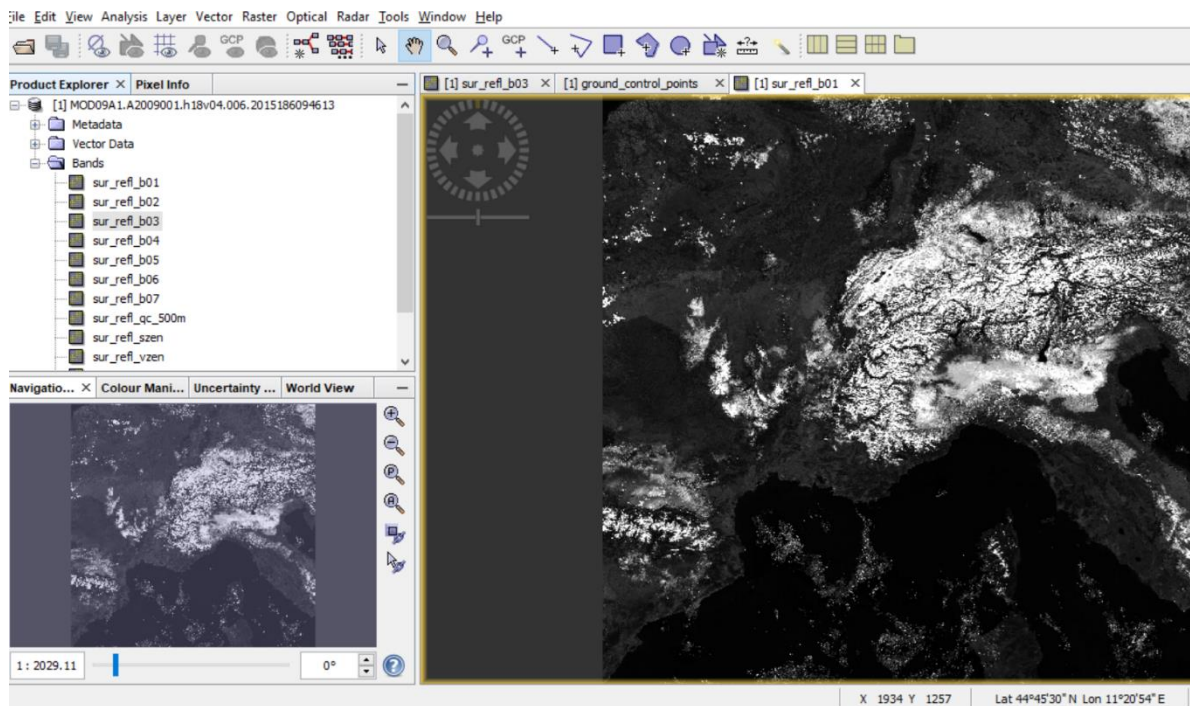 File Edit View Analysis Layer Vector Raster Optical Radar Tools Window Help
GCP GCP
Product Explorer × Pixel Info
[1] sur_refl_b03 × [1] ground_control_points × [1] sur_refl_b01 ×
[1] MOD09A1.A2009001.h18v04.006.2015186094613
Metadata
Vector Data
Bands
sur_refl_b01
sur_refl_b02
sur_refl_b03
sur_refl_b04
sur_refl_b05
sur_refl_b06
sur_refl_b07
sur_refl_qc_500m
sur_refl_szen
sur_refl_vzen
Navigatio... × Colour Mani... Uncertainty ... World View
1 : 2029.11 0°
X 1934 Y 1257 Lat 44°45'30" N Lon 11°20'54" E